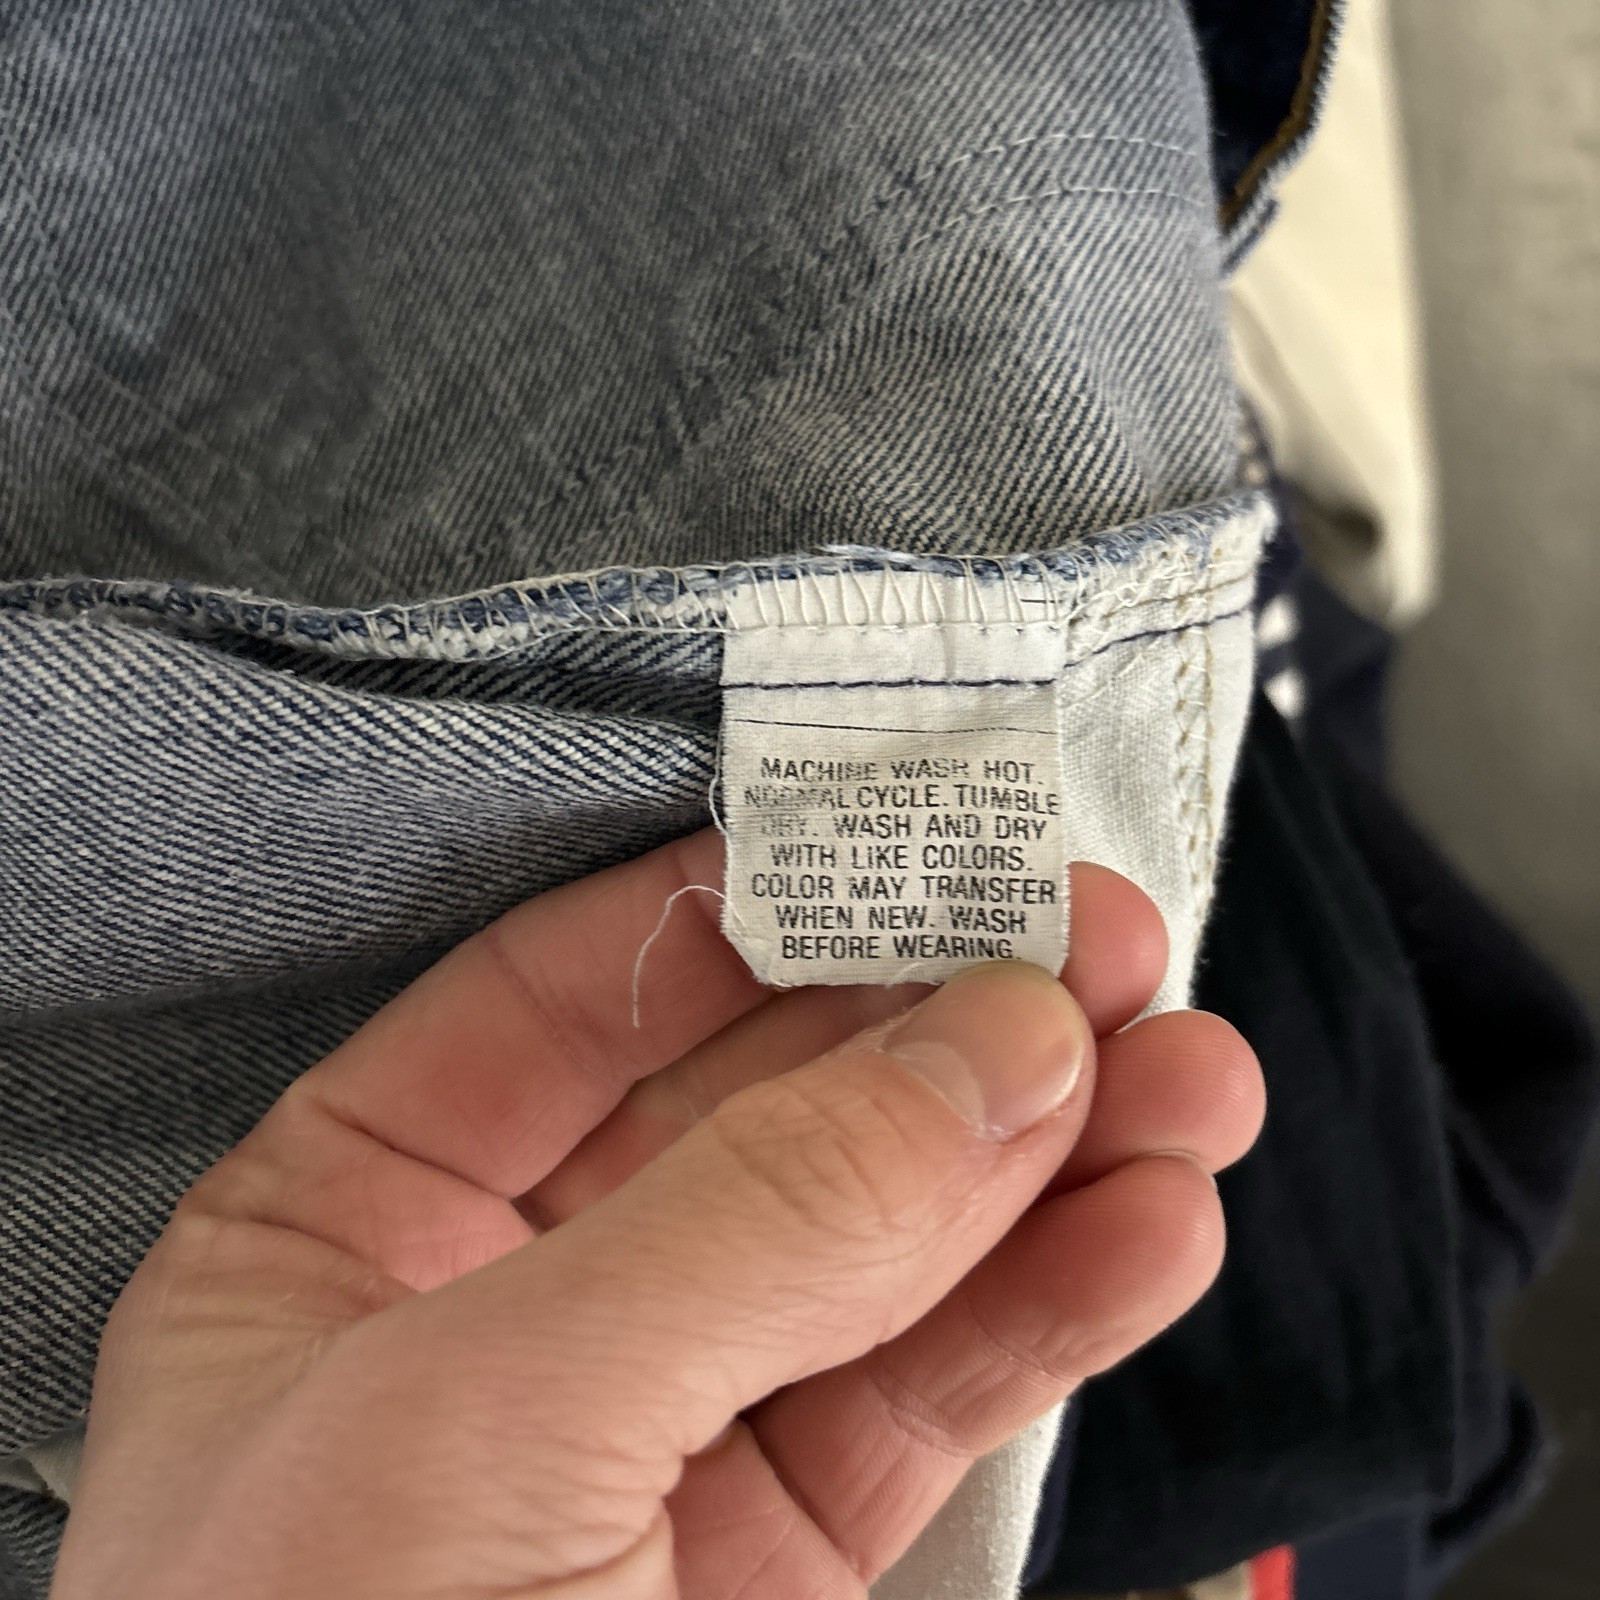 MACHINE WASH HOT.
NORMAL CYCLE. TUMBLE
DRY. WASH AND DRY
WITH LIKE COLORS.
COLOR MAY TRANSFER
WHEN NEW. WASH
BEFORE WEARING.